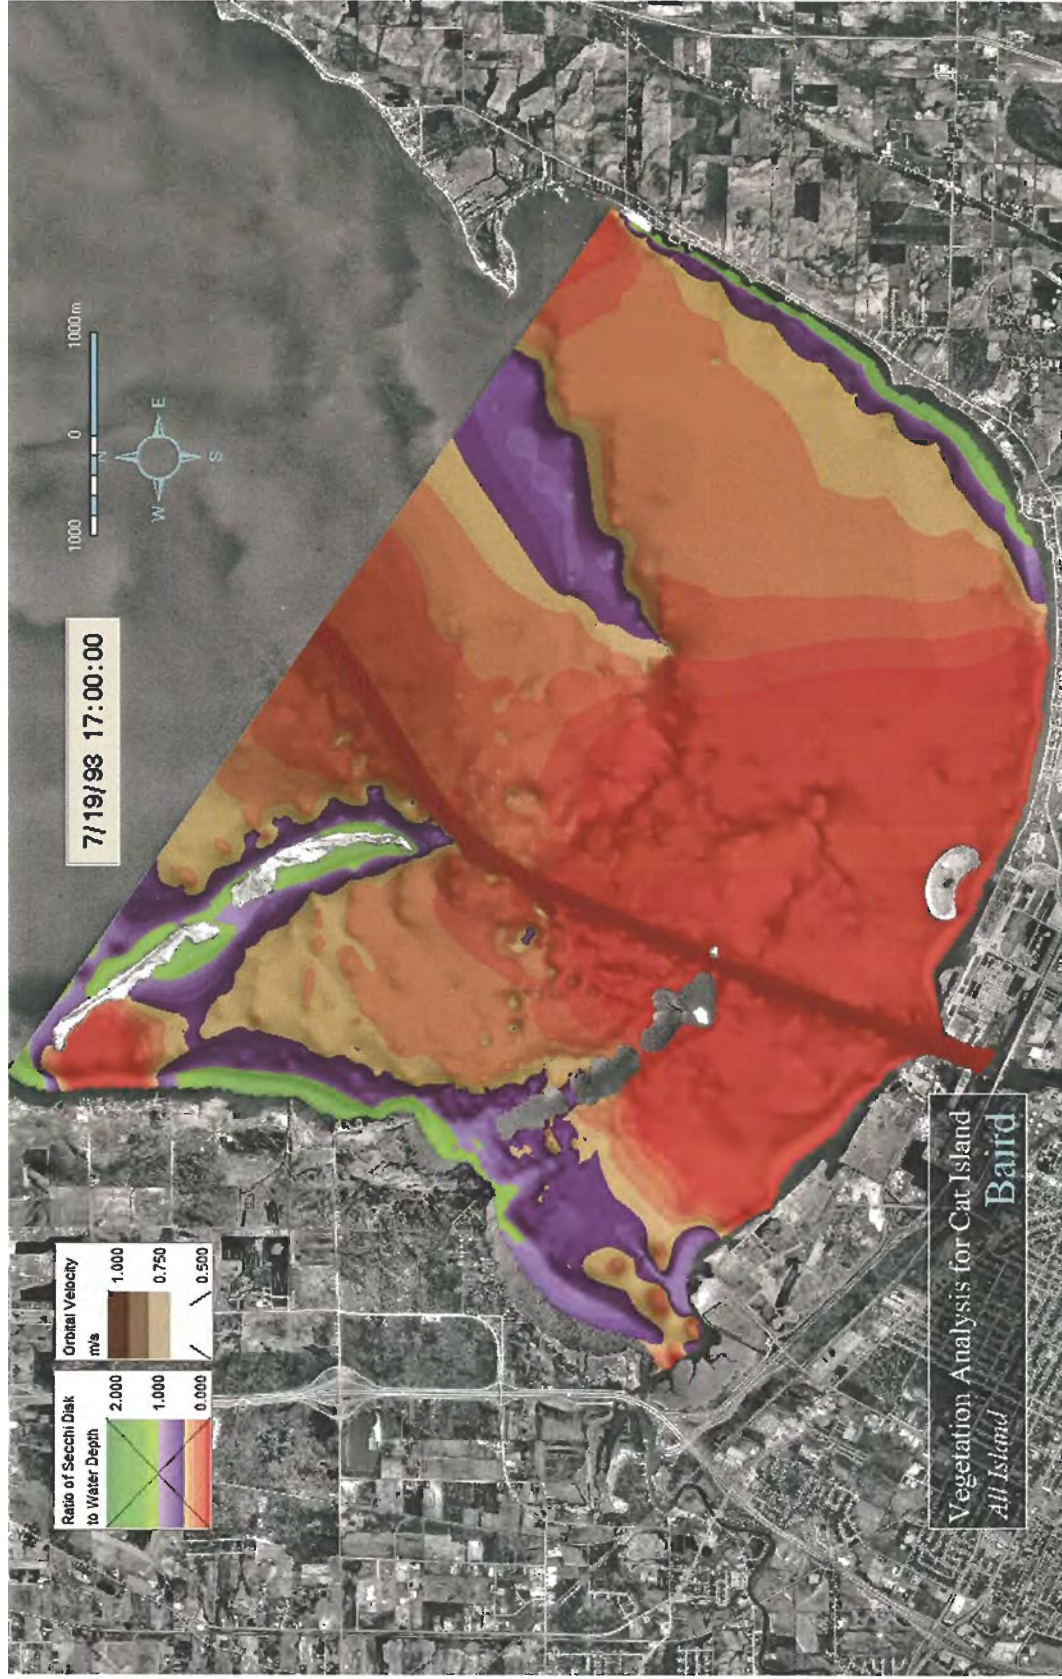 7/19/93 17:00:00
1000 0 1000m
N
W E
S
Ratio of Secchi Disk
to Water Depth
2.000
1.000
0.000
Orbital Velocity
m/s
1.000
0.750
0.500
Vegetation Analysis for Cat Island
All Island
Baird